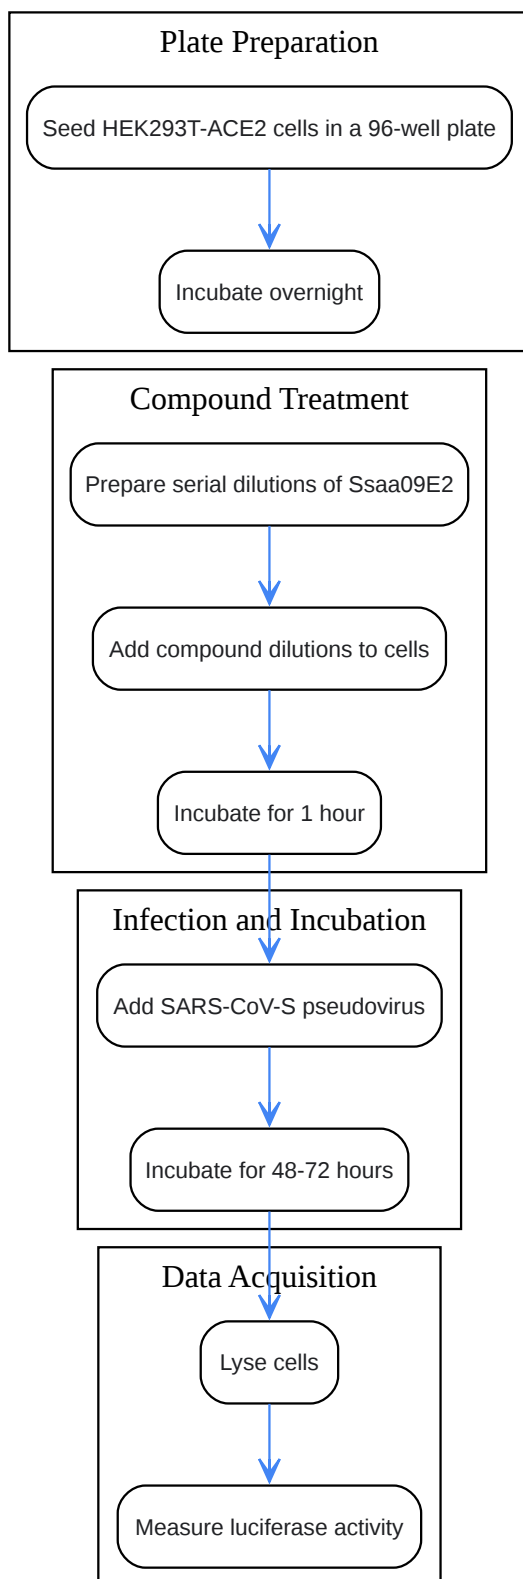 Plate Preparation
Seed HEK293T-ACE2 cells in a 96-well plate
Incubate overnight
Compound Treatment
Prepare serial dilutions of Ssaa09E2
Add compound dilutions to cells
Incubate for 1 hour
Infection and Incubation
Add SARS-CoV-S pseudovirus
Incubate for 48-72 hours
Data Acquisition
Lyse cells
Measure luciferase activity